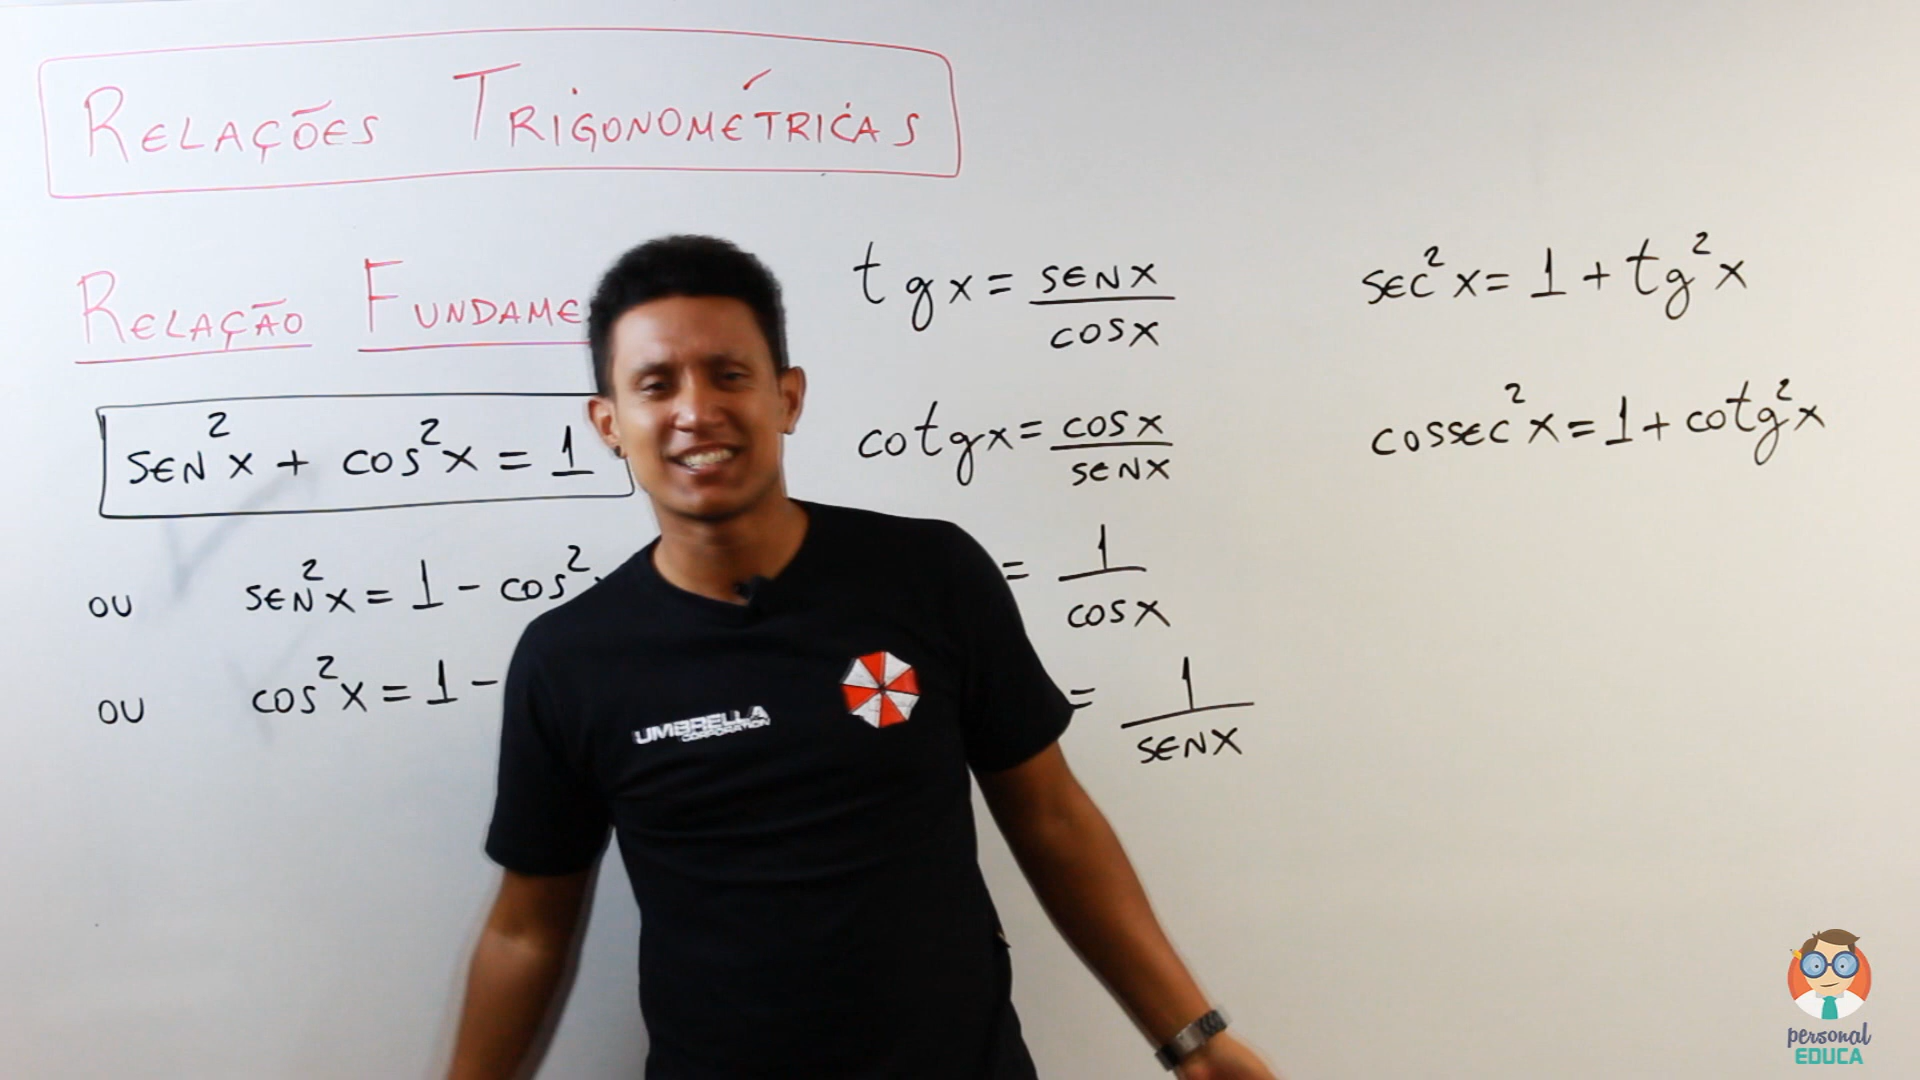 RELAÇÕES TRIGONOMÉTRICAS
RELAÇÃO
sen²x + cos²x = 1
ou sen²x = 1 - cos²
ou cos²x = 1 -
tgx = senx/cosx
cotgx = cosx/senx
= 1/cosx
= 1/senx
sec²x = 1 + tg²x
cossec²x = 1 + cotg²x
UMBRELLA
CORPORATION
personal
EDUCA